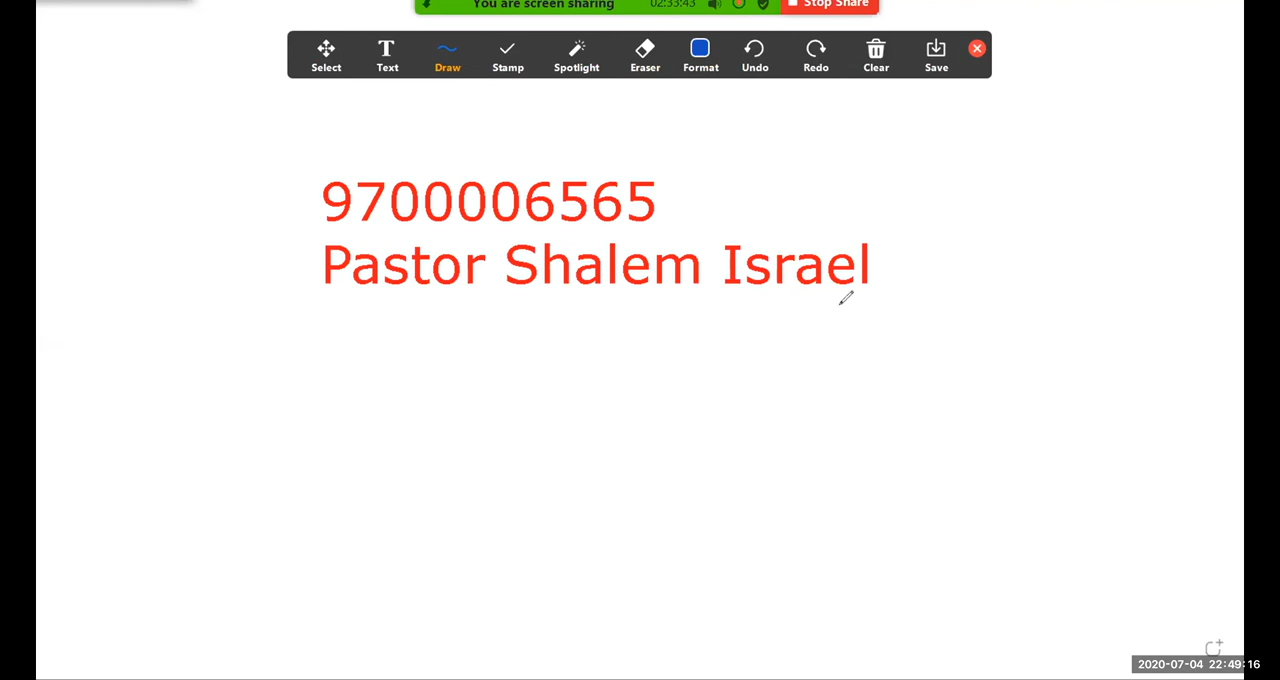 You are screen sharing 02:33:43 Stop Share
Select Text Draw Stamp Spotlight Eraser Format Undo Redo Clear Save
9700006565
Pastor Shalem Israel
2020-07-04 22:49:16